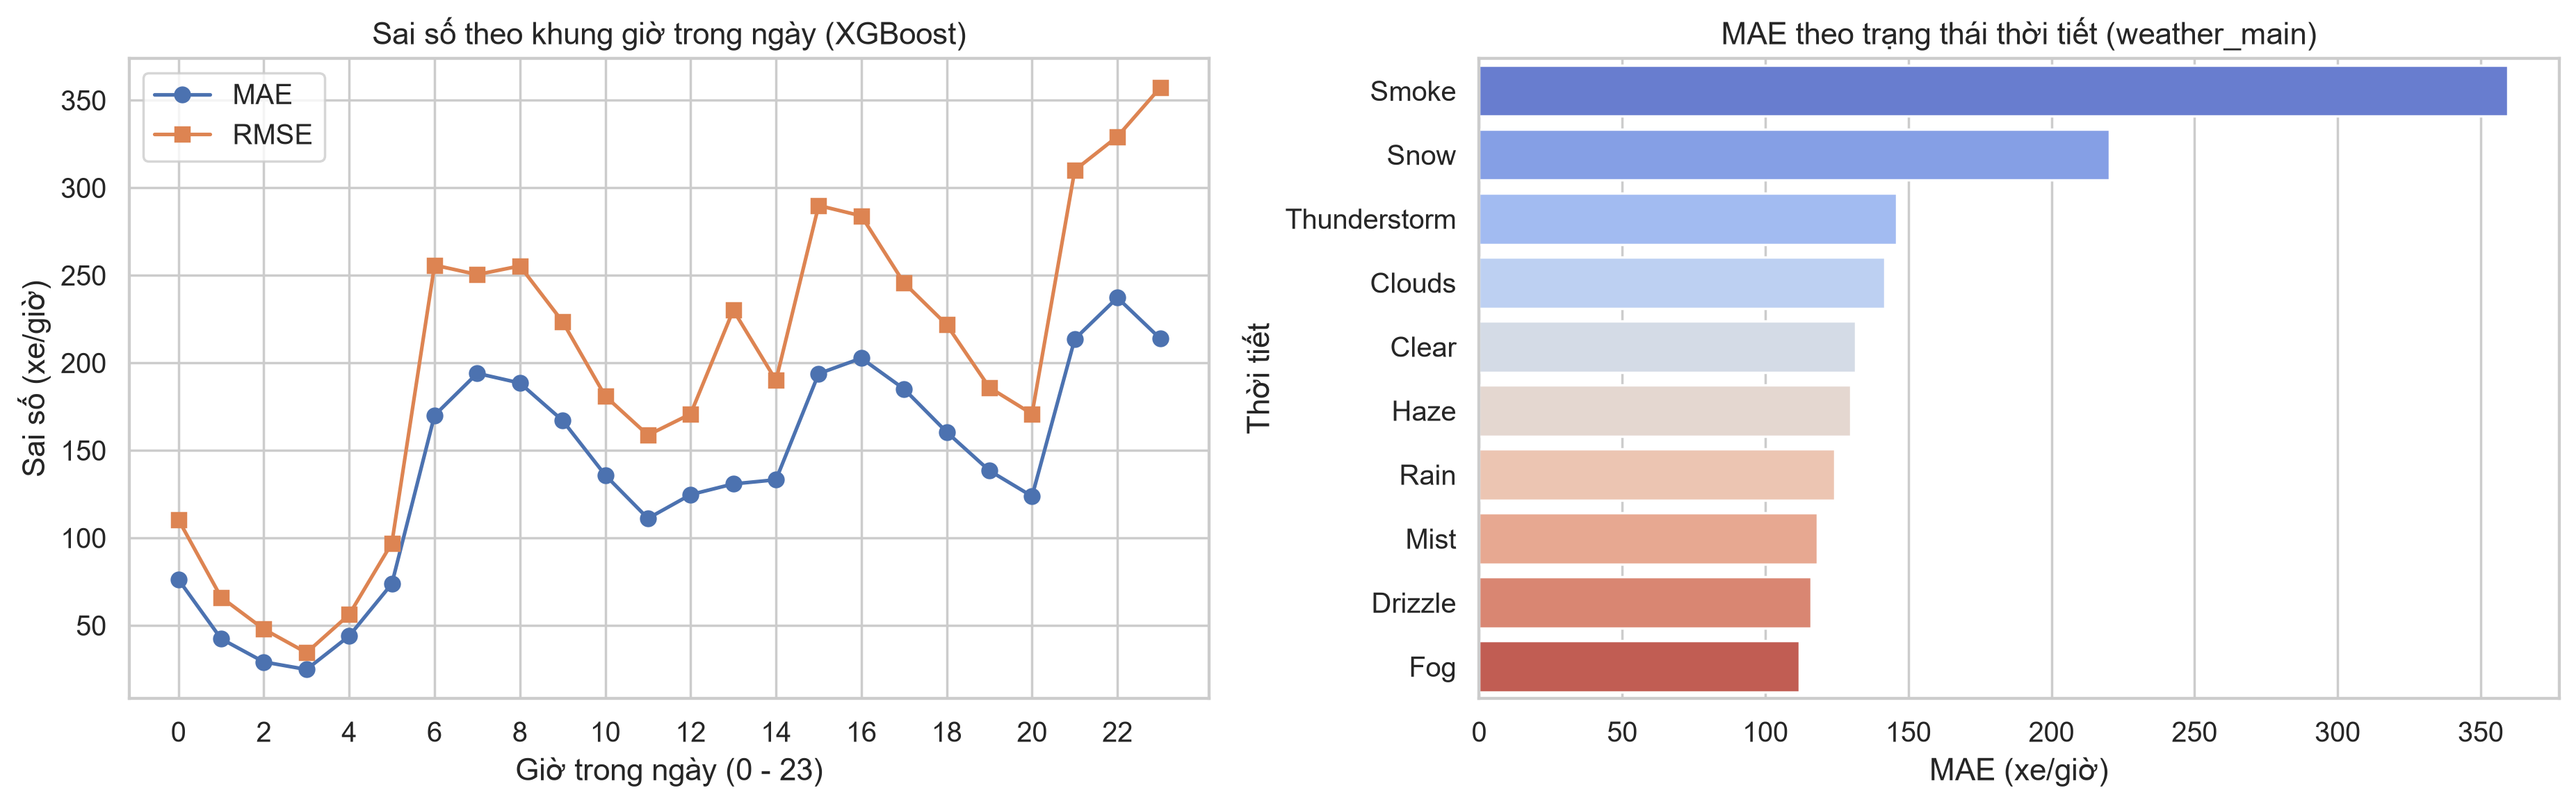 Sai số theo khung giờ trong ngày (XGBoost)
MAE
RMSE
350
300
250
200
150
100
50
Sai số (xe/giờ)
0 2 4 6 8 10 12 14 16 18 20 22
Giờ trong ngày (0 - 23)
MAE theo trạng thái thời tiết (weather_main)
Thời tiết
Smoke
Snow
Thunderstorm
Clouds
Clear
Haze
Rain
Mist
Drizzle
Fog
0 50 100 150 200 250 300 350
MAE (xe/giờ)